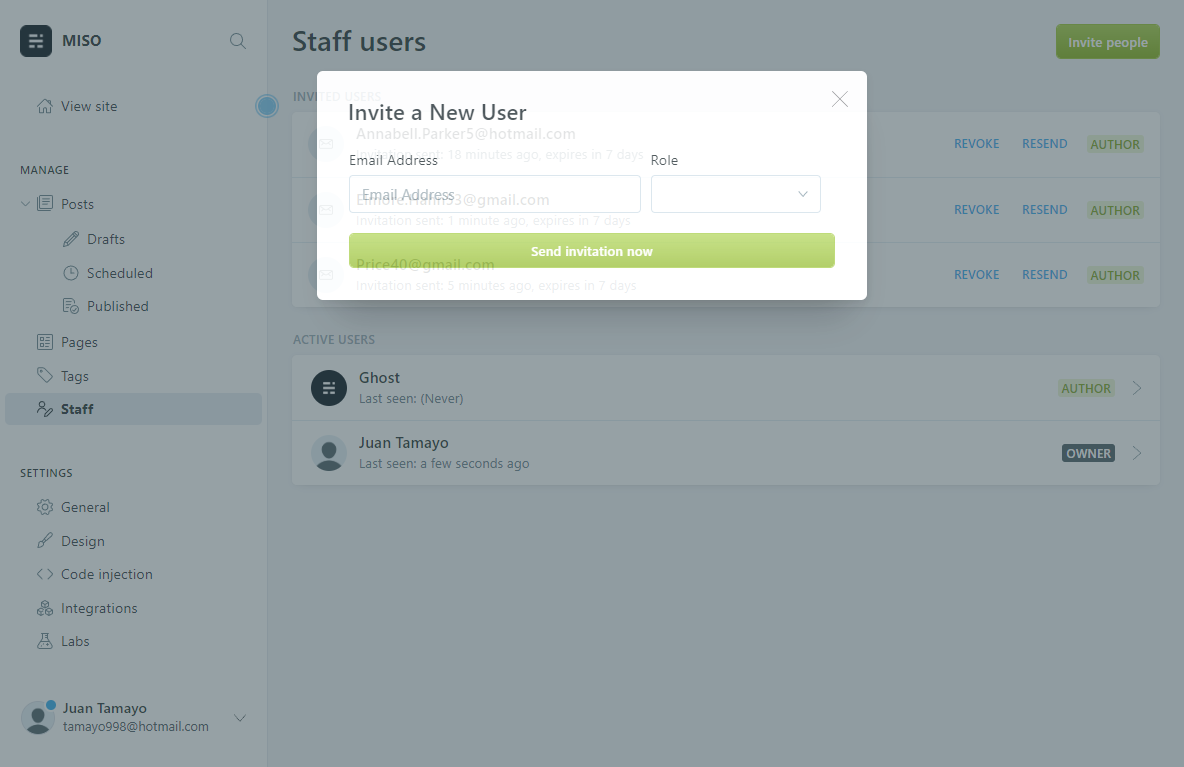 MISO
View site
MANAGE
Posts
Drafts
Scheduled
Published
Pages
Tags
Staff
SETTINGS
General
Design
Code injection
Integrations
Labs
Juan Tamayo
tamayo998@hotmail.com
Staff users
Invite people
INVITED USERS
Invite a New User
Annabell.Parker5@hotmail.com
Invitation sent: 18 minutes ago, expires in 7 days
REVOKE RESEND AUTHOR
Email Address Role
Email Address
Invitation sent: 1 minute ago, expires in 7 days
REVOKE RESEND AUTHOR
Send invitation now
Price40@gmail.com
Invitation sent: 5 minutes ago, expires in 7 days
REVOKE RESEND AUTHOR
ACTIVE USERS
Ghost
Last seen: (Never)
AUTHOR
Juan Tamayo
Last seen: a few seconds ago
OWNER